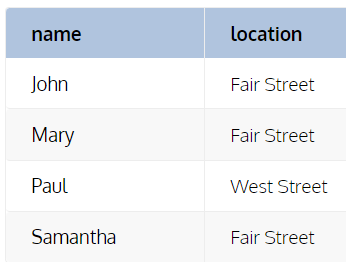 name location
John Fair Street
Mary Fair Street
Paul West Street
Samantha Fair Street